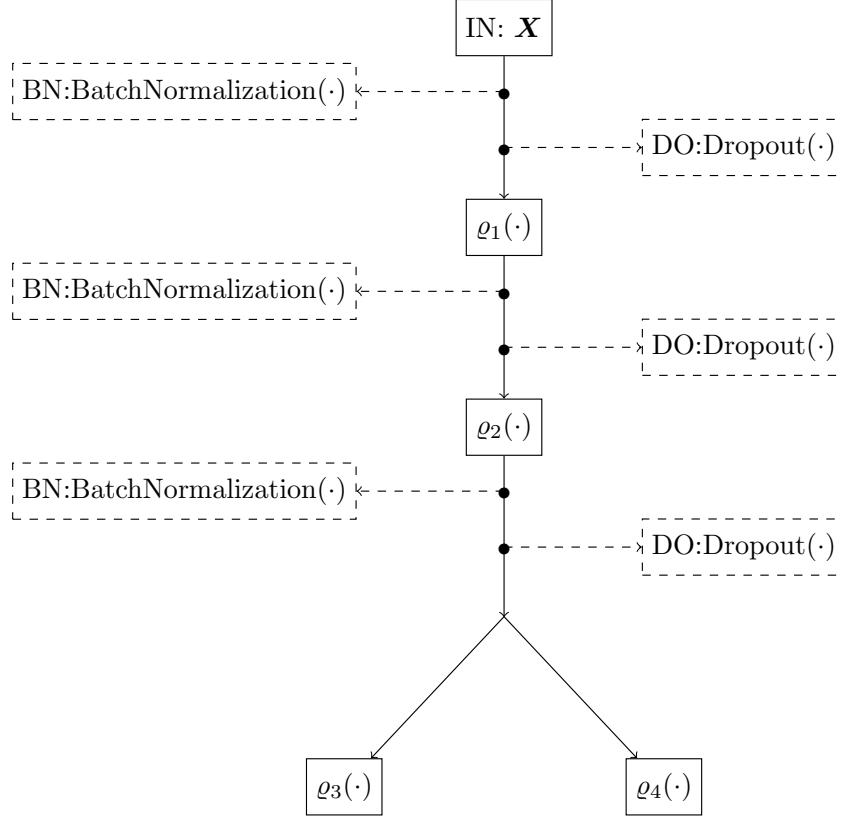 IN: X
BN:BatchNormalization(·)
DO:Dropout(·)
ϱ₁(·)
BN:BatchNormalization(·)
DO:Dropout(·)
ϱ₂(·)
BN:BatchNormalization(·)
DO:Dropout(·)
ϱ₃(·)
ϱ₄(·)